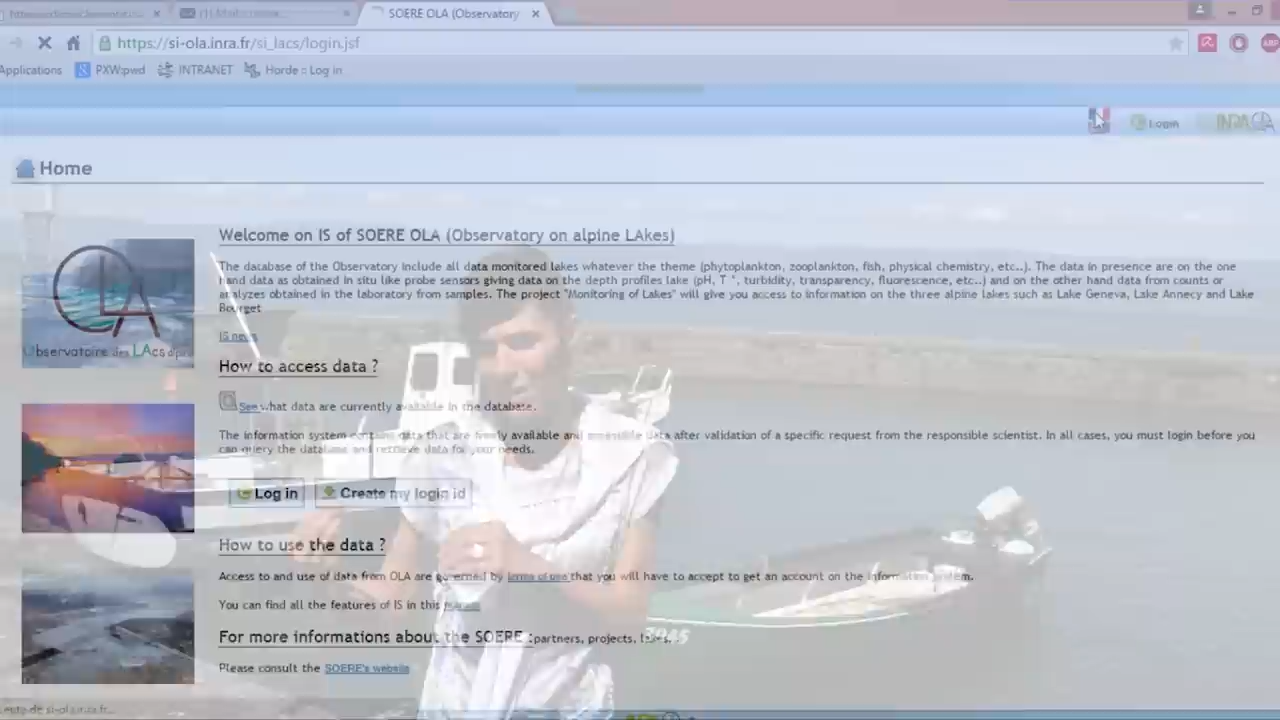 SOERE OLA (Observatory
https://si-ola.inra.fr/si_lacs/login.jsf
Applications PXW:pwd INTRANET Horde :: Log in
Login INRA
Home
Welcome on IS of SOERE OLA (Observatory on alpine LAkes)
The database of the Observatory include all data monitored lakes whatever the theme (phytoplankton, zooplankton, fish, physical chemistry, etc..). The data in presence are on the one
hand data as obtained in situ like probe sensors giving data on the depth profiles lake (pH, T °, turbidity, transparency, fluorescence, etc..) and on the other hand data from counts or
analyzes obtained in the laboratory from samples. The project "Monitoring of Lakes" will give you access to information on the three alpine lakes such as Lake Geneva, Lake Annecy and Lake
Bourget
IS news
OLA
Observatoire des LAcs alpins
How to access data ?
See what data are currently available in the database.
The information system contains data that are freely available and accessible data after validation of a specific request from the responsible scientist. In all cases, you must login before you
can query the database and retrieve data for your needs.
Log in Create my login id
How to use the data ?
Access to and use of data from OLA are governed by terms of use that you will have to accept to get an account on the information system.
You can find all the features of IS in this
For more informations about the SOERE : partners, projects, lakes,
Please consult the SOERE's website
de si-ola.inra.fr...